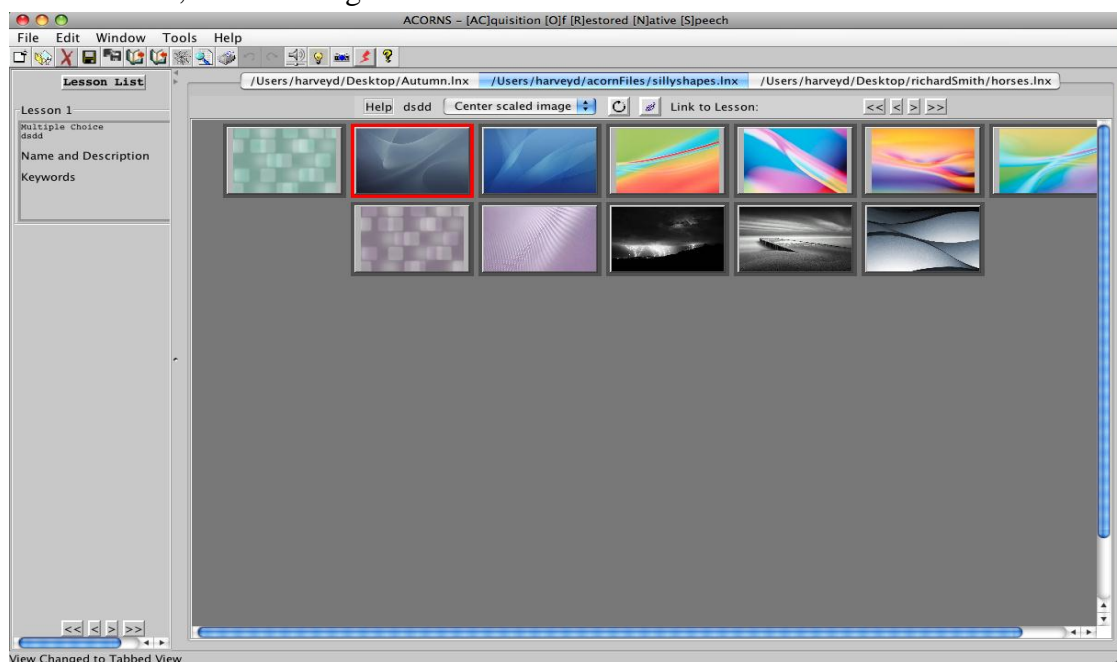 ACORNS – [AC]quisition [O]f [R]estored [N]ative [S]peech
File Edit Window Tools Help
Lesson List
/Users/harveyd/Desktop/Autumn.lnx /Users/harveyd/acornFiles/sillyshapes.lnx /Users/harveyd/Desktop/richardSmith/horses.lnx
Help dsdd Center scaled image Link to Lesson: << < > >>
Lesson 1
Multiple Choice
dsdd
Name and Description
Keywords
<< < > >>
View Changed to Tabbed View